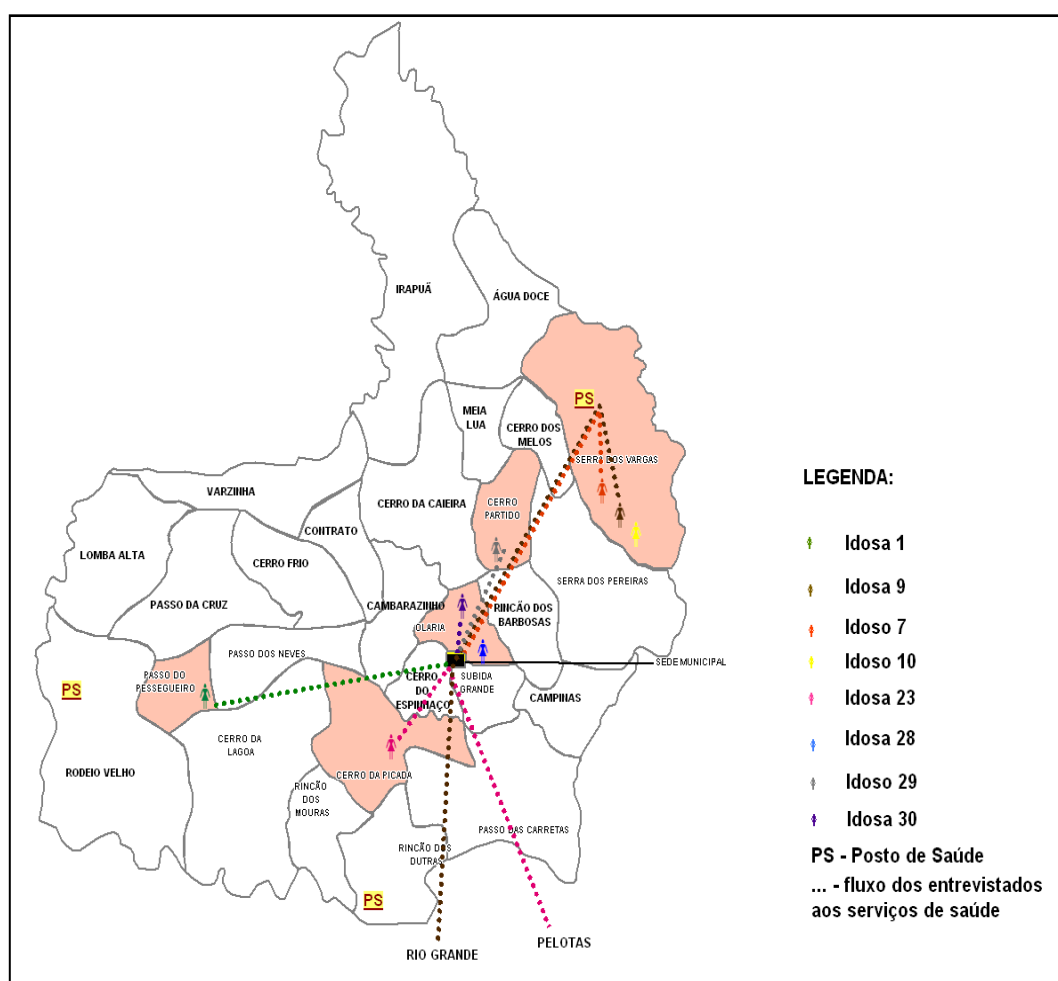 IRAPUÃ
ÁGUA DOCE
PS
MEIA
LUA
CERRO DOS
MELOS
SERRA DOS VARGAS
VARZINHA
CERRO DA CAIEIRA
CERRO
PARTIDO
CONTRATO
LOMBA ALTA
CERRO FRIO
SERRA DOS PEREIRAS
PASSO DA CRUZ
CAMBARAZINHO
RINCÃO DOS
BARBOSAS
OLARIA
PASSO DOS NEVES
SEDE MUNICIPAL
PASSO DO
PESSEGUEIRO
PS
CERRO
DO
ESPINHAÇO
SUBIDA
GRANDE
CAMPINAS
CERRO DA
LAGOA
RODEIO VELHO
CERRO DA PICADA
RINCÃO
DOS
MOURAS
PASSO DAS CARRETAS
RINCÃO DOS
DUTRAS
PS
RIO GRANDE
PELOTAS
LEGENDA:
Idosa 1
Idosa 9
Idoso 7
Idoso 10
Idosa 23
Idosa 28
Idoso 29
Idosa 30
PS - Posto de Saúde
... - fluxo dos entrevistados
aos serviços de saúde